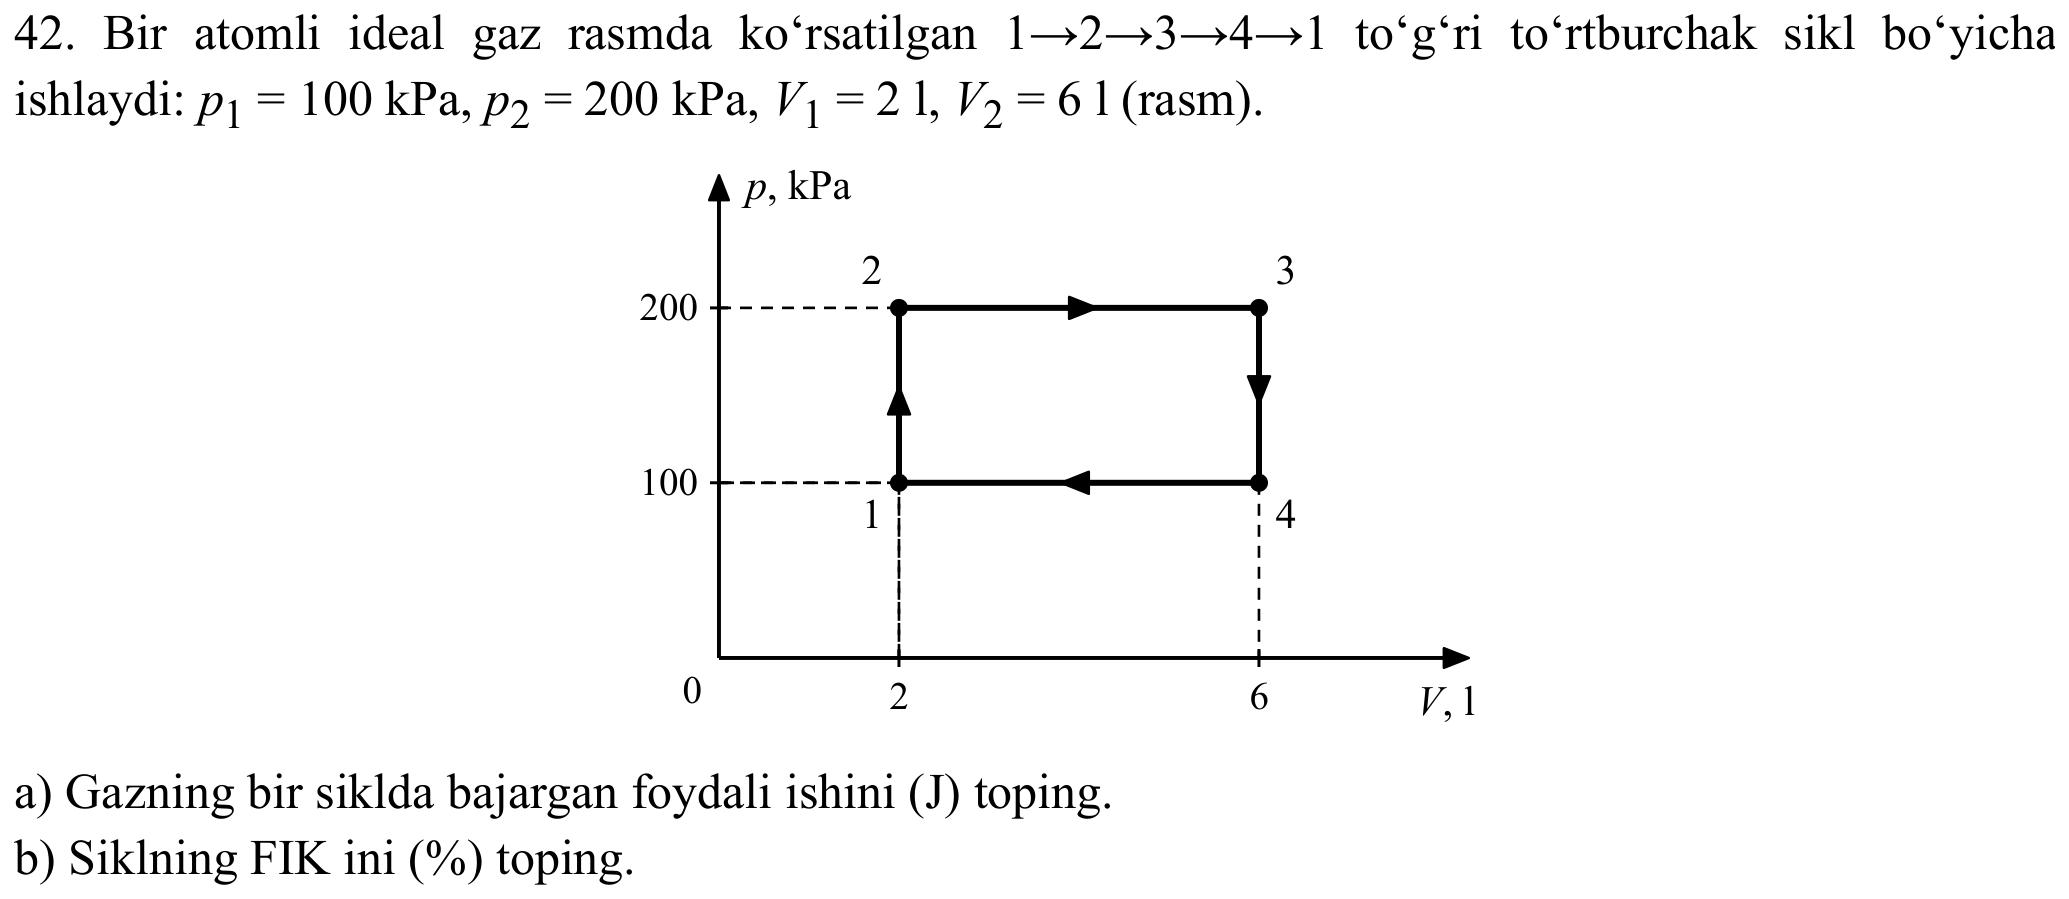 42. Bir atomli ideal gaz rasmda ko‘rsatilgan 1→2→3→4→1 to‘g‘ri to‘rtburchak sikl bo‘yicha
ishlaydi: p₁ = 100 kPa, p₂ = 200 kPa, V₁ = 2 l, V₂ = 6 l (rasm).
p, kPa
2
3
200
100
1
4
0
2
6
V, l
a) Gazning bir siklda bajargan foydali ishini (J) toping.
b) Siklning FIK ini (%) toping.